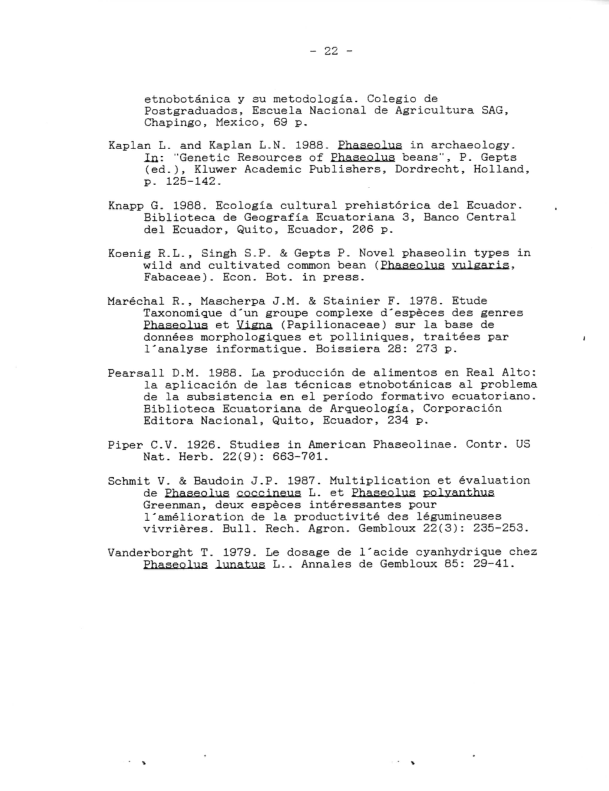 - 22 -
etnobotánica y su metodología. Colegio de
Postgraduados, Escuela Nacional de Agricultura SAG,
Chapingo, Mexico, 69 p.
Kaplan L. and Kaplan L.N. 1988. Phaseolus in archaeology.
In: "Genetic Resources of Phaseolus beans", P. Gepts
(ed.), Kluwer Academic Publishers, Dordrecht, Holland,
p. 125-142.
Knapp G. 1988. Ecología cultural prehistórica del Ecuador.
Biblioteca de Geografía Ecuatoriana 3, Banco Central
del Ecuador, Quito, Ecuador, 206 p.
Koenig R.L., Singh S.P. & Gepts P. Novel phaseolin types in
wild and cultivated common bean (Phaseolus vulgaris,
Fabaceae). Econ. Bot. in press.
Maréchal R., Mascherpa J.M. & Stainier F. 1978. Etude
Taxonomique d'un groupe complexe d'espèces des genres
Phaseolus et Vigna (Papilionaceae) sur la base de
données morphologiques et polliniques, traitées par
l'analyse informatique. Boissiera 28: 273 p.
Pearsall D.M. 1988. La producción de alimentos en Real Alto:
la aplicación de las técnicas etnobotánicas al problema
de la subsistencia en el período formativo ecuatoriano.
Biblioteca Ecuatoriana de Arqueología, Corporación
Editora Nacional, Quito, Ecuador, 234 p.
Piper C.V. 1926. Studies in American Phaseolinae. Contr. US
Nat. Herb. 22(9): 663-701.
Schmit V. & Baudoin J.P. 1987. Multiplication et évaluation
de Phaseolus coccineus L. et Phaseolus polyanthus
Greenman, deux espèces intéressantes pour
l'amélioration de la productivité des légumineuses
vivrières. Bull. Rech. Agron. Gembloux 22(3): 235-253.
Vanderborght T. 1979. Le dosage de l'acide cyanhydrique chez
Phaseolus lunatus L.. Annales de Gembloux 85: 29-41.